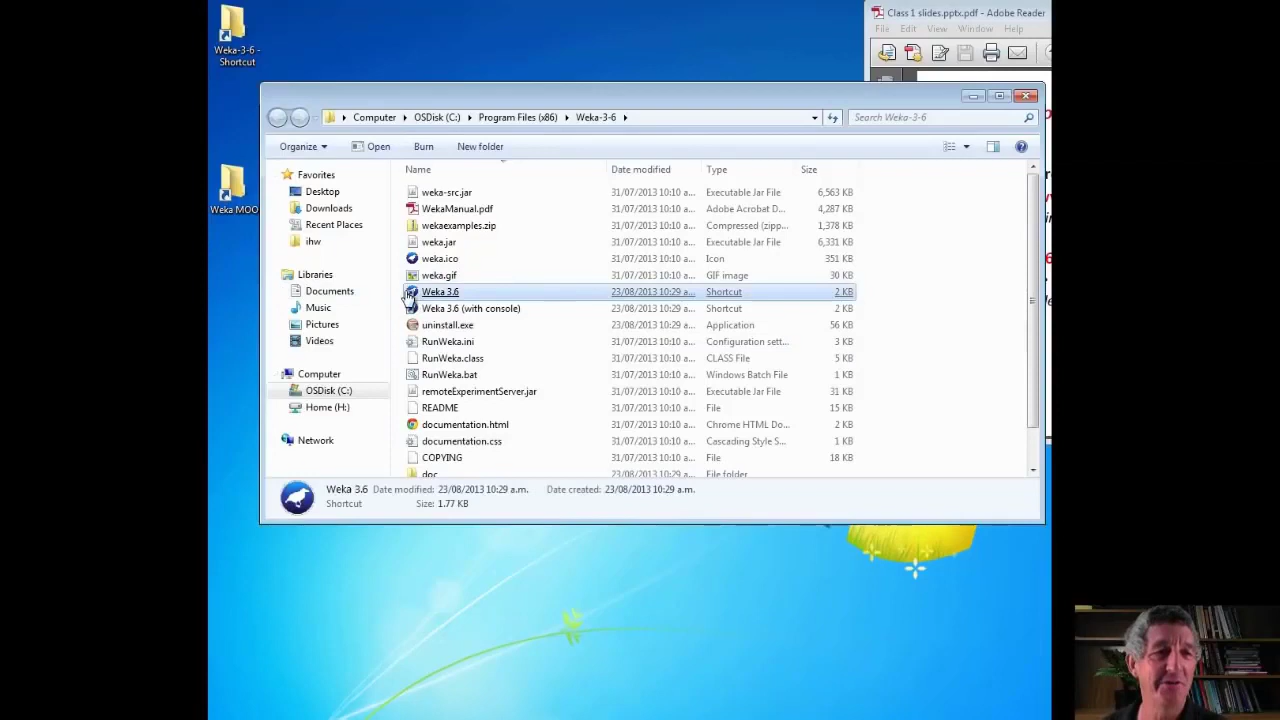 Weka-3-6 -
Shortcut
Weka MOO
Class 1 slides.pptx.pdf - Adobe Reader
File Edit View Window Help
Computer OSDisk (C:) Program Files (x86) Weka-3-6
Search Weka-3-6
Organize Open Burn New folder
Favorites
Desktop
Downloads
Recent Places
ihw
Libraries
Documents
Music
Pictures
Videos
Computer
OSDisk (C:)
Home (H:)
Network
Name Date modified Type Size
weka-src.jar 31/07/2013 10:10 a... Executable Jar File 6,563 KB
WekaManual.pdf 31/07/2013 10:10 a... Adobe Acrobat D... 4,287 KB
wekaexamples.zip 31/07/2013 10:10 a... Compressed (zipp... 1,378 KB
weka.jar 31/07/2013 10:10 a... Executable Jar File 6,331 KB
weka.ico 31/07/2013 10:10 a... Icon 351 KB
weka.gif 31/07/2013 10:10 a... GIF image 30 KB
Weka 3.6 23/08/2013 10:29 a... Shortcut 2 KB
Weka 3.6 (with console) 23/08/2013 10:29 a... Shortcut 2 KB
uninstall.exe 31/07/2013 10:10 a... Application 56 KB
RunWeka.ini 31/07/2013 10:10 a... Configuration sett... 3 KB
RunWeka.class 31/07/2013 10:10 a... CLASS File 5 KB
RunWeka.bat 31/07/2013 10:10 a... Windows Batch File 1 KB
remoteExperimentServer.jar 31/07/2013 10:10 a... Executable Jar File 31 KB
README 31/07/2013 10:10 a... File 15 KB
documentation.html 31/07/2013 10:10 a... Chrome HTML Do... 2 KB
documentation.css 31/07/2013 10:10 a... Cascading Style S... 1 KB
COPYING 31/07/2013 10:10 a... File 18 KB
doc 23/08/2013 10:29 a... File folder
Weka 3.6 Date modified: 23/08/2013 10:29 a.m. Date created: 23/08/2013 10:29 a.m.
Shortcut Size: 1.77 KB